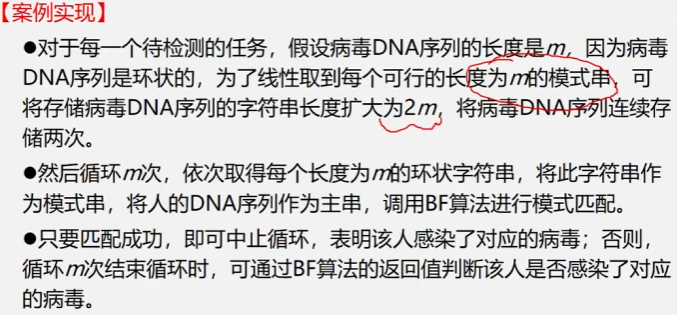 【案例实现】
●对于每一个待检测的任务，假设病毒DNA序列的长度是m，因为病毒
DNA序列是环状的，为了线性取到每个可行的长度为m的模式串，可
将存储病毒DNA序列的字符串长度扩大为2m，将病毒DNA序列连续存
储两次。
●然后循环m次，依次取得每个长度为m的环状字符串，将此字符串作
为模式串，将人的DNA序列作为主串，调用BF算法进行模式匹配。
●只要匹配成功，即可中止循环，表明该人感染了对应的病毒；否则，
循环m次结束循环时，可通过BF算法的返回值判断该人是否感染了对应
的病毒。